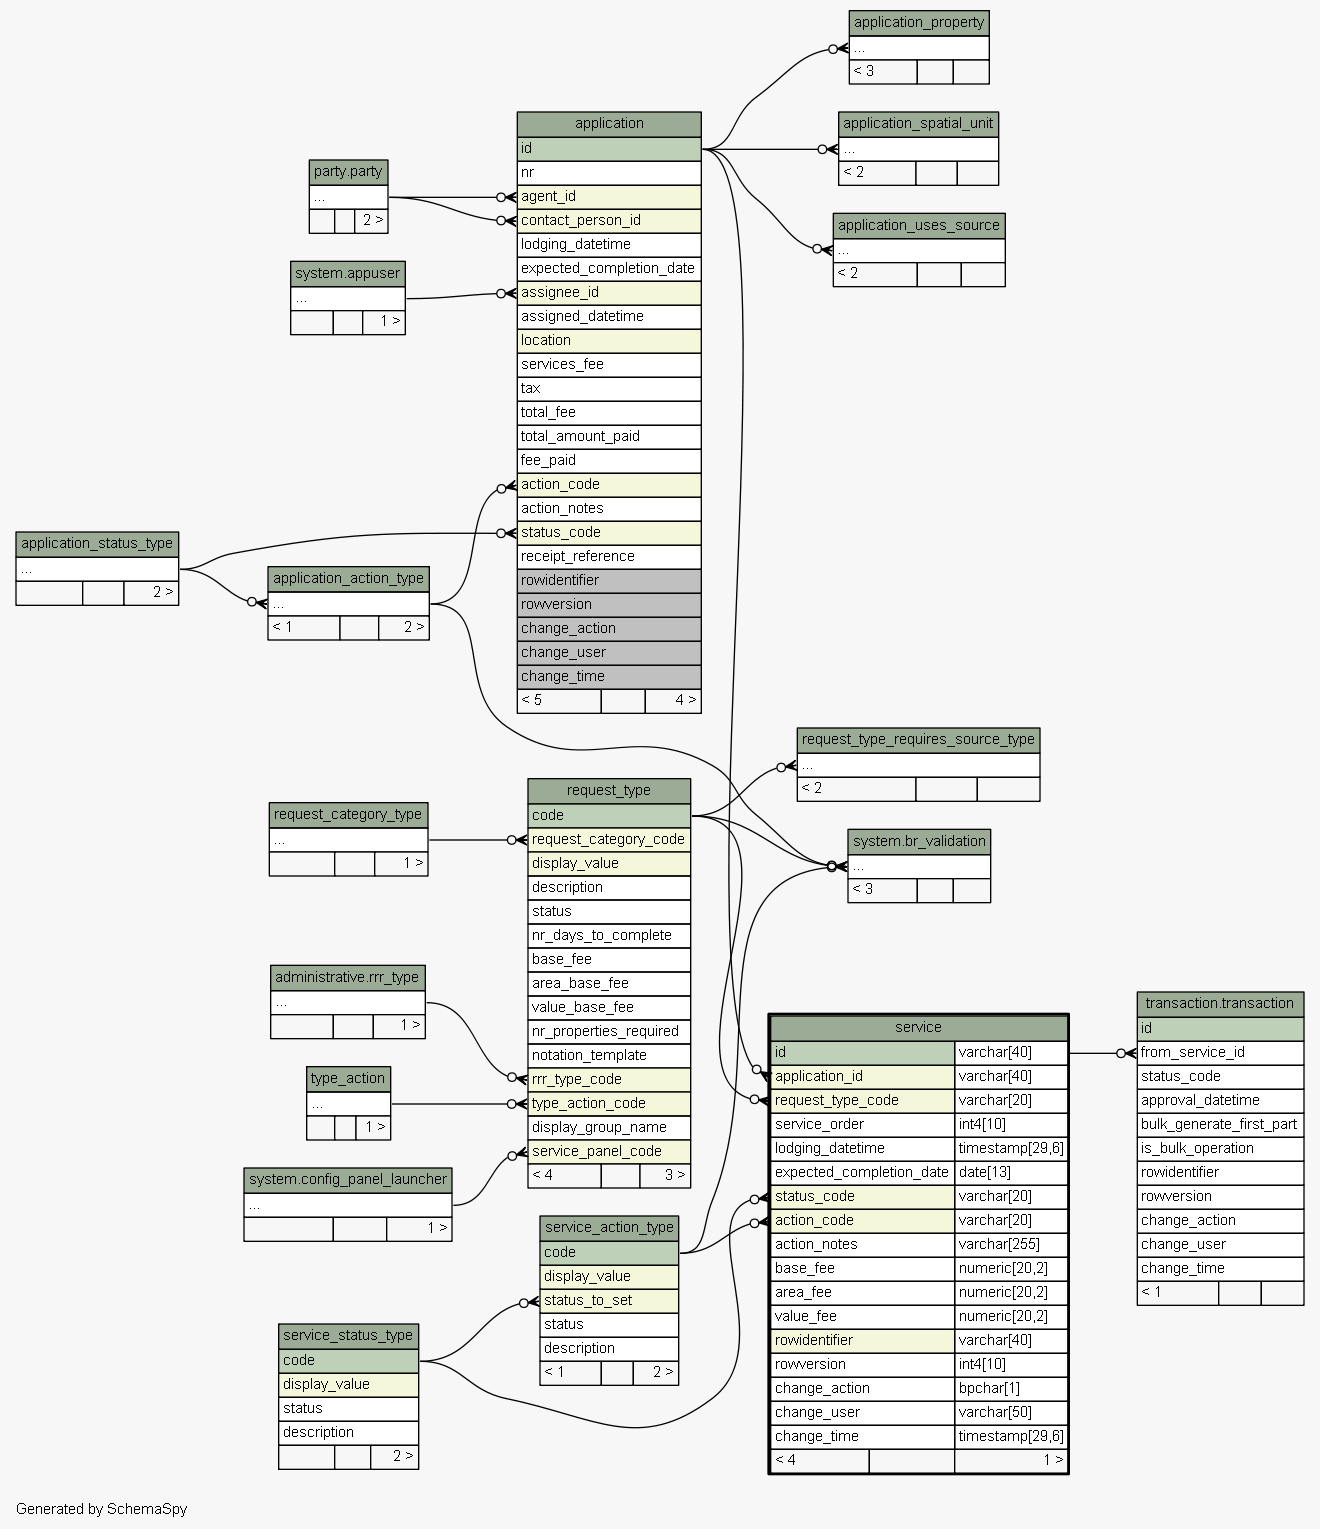 application_property
...
< 3
application
id
nr
agent_id
contact_person_id
lodging_datetime
expected_completion_date
assignee_id
assigned_datetime
location
services_fee
tax
total_fee
total_amount_paid
fee_paid
action_code
action_notes
status_code
receipt_reference
rowidentifier
rowversion
change_action
change_user
change_time
< 5 4 >
application_spatial_unit
...
< 2
party.party
...
2 >
application_uses_source
...
< 2
system.appuser
...
1 >
application_status_type
...
2 >
application_action_type
...
< 1 2 >
request_type_requires_source_type
...
< 2
request_type
code
request_category_code
display_value
description
status
nr_days_to_complete
base_fee
area_base_fee
value_base_fee
nr_properties_required
notation_template
rrr_type_code
type_action_code
display_group_name
service_panel_code
< 4 3 >
request_category_type
...
1 >
system.br_validation
...
< 3
administrative.rrr_type
...
1 >
type_action
...
1 >
system.config_panel_launcher
...
1 >
service
id varchar[40]
application_id varchar[40]
request_type_code varchar[20]
service_order int4[10]
lodging_datetime timestamp[29,6]
expected_completion_date date[13]
status_code varchar[20]
action_code varchar[20]
action_notes varchar[255]
base_fee numeric[20,2]
area_fee numeric[20,2]
value_fee numeric[20,2]
rowidentifier varchar[40]
rowversion int4[10]
change_action bpchar[1]
change_user varchar[50]
change_time timestamp[29,6]
< 4 1 >
transaction.transaction
id
from_service_id
status_code
approval_datetime
bulk_generate_first_part
is_bulk_operation
rowidentifier
rowversion
change_action
change_user
change_time
< 1
service_action_type
code
display_value
status_to_set
status
description
< 1 2 >
service_status_type
code
display_value
status
description
2 >
Generated by SchemaSpy